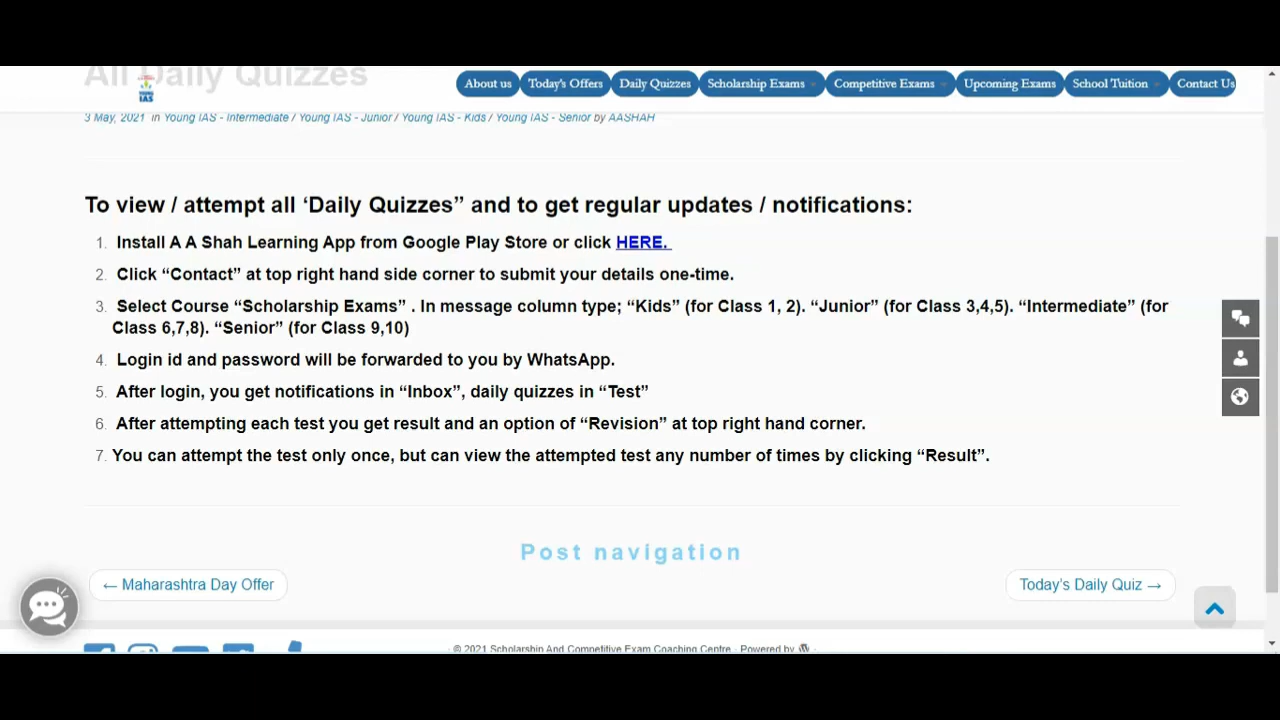 All Daily Quizzes
YOUNG
IAS
About us Today's Offers Daily Quizzes Scholarship Exams Competitive Exams Upcoming Exams School Tuition Contact Us
3 May, 2021 in Young IAS - Intermediate / Young IAS - Junior / Young IAS - Kids / Young IAS - Senior by AASHAH
To view / attempt all ‘Daily Quizzes” and to get regular updates / notifications:
1. Install A A Shah Learning App from Google Play Store or click HERE.
2. Click “Contact” at top right hand side corner to submit your details one-time.
3. Select Course “Scholarship Exams” . In message column type; “Kids” (for Class 1, 2). “Junior” (for Class 3,4,5). “Intermediate” (for
Class 6,7,8). “Senior” (for Class 9,10)
4. Login id and password will be forwarded to you by WhatsApp.
5. After login, you get notifications in “Inbox”, daily quizzes in “Test”
6. After attempting each test you get result and an option of “Revision” at top right hand corner.
7. You can attempt the test only once, but can view the attempted test any number of times by clicking “Result”.
Post navigation
← Maharashtra Day Offer
Today’s Daily Quiz →
· © 2021 Scholarship And Competitive Exam Coaching Centre · Powered by ·